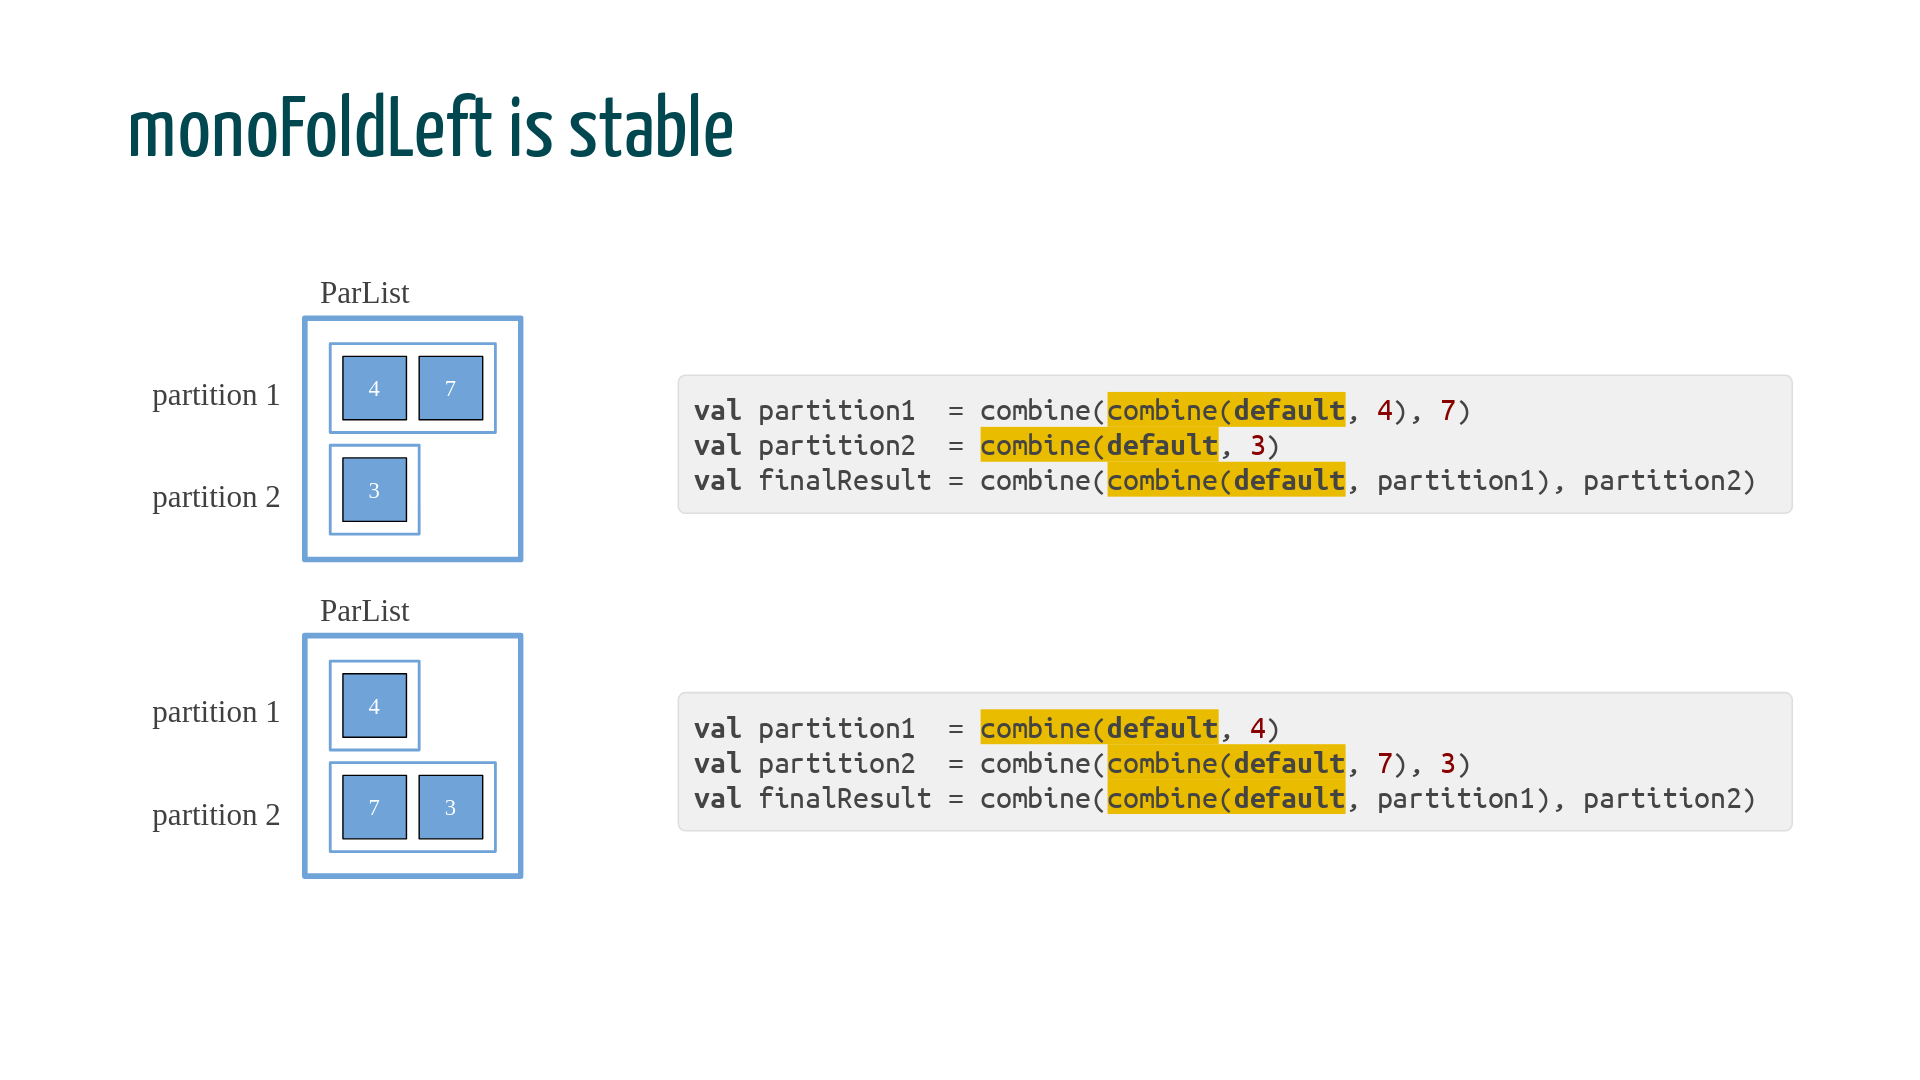 monoFoldLeft is stable
ParList
partition 1
4 7
partition 2
3
val partition1  = combine(combine(default, 4), 7)
val partition2  = combine(default, 3)
val finalResult = combine(combine(default, partition1), partition2)
ParList
partition 1
4
partition 2
7 3
val partition1  = combine(default, 4)
val partition2  = combine(combine(default, 7), 3)
val finalResult = combine(combine(default, partition1), partition2)